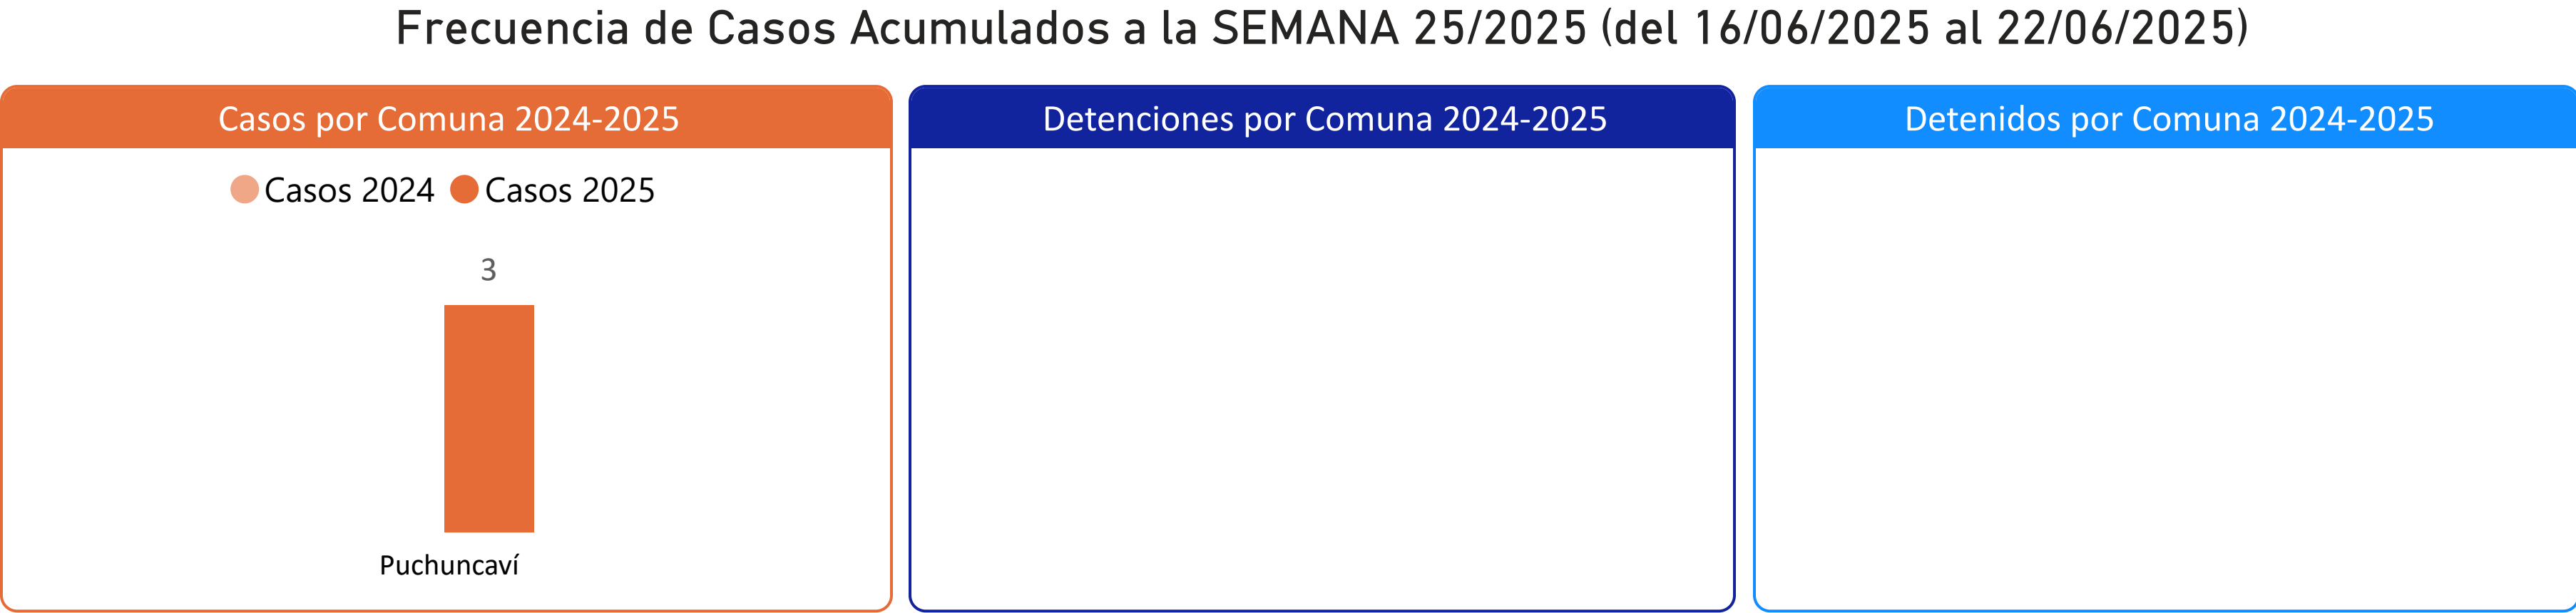 Frecuencia de Casos Acumulados a la SEMANA 25/2025 (del 16/06/2025 al 22/06/2025)
Casos por Comuna 2024-2025
Casos 2024 Casos 2025
3
Puchuncaví
Detenciones por Comuna 2024-2025
Detenidos por Comuna 2024-2025